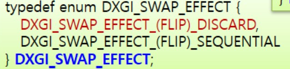 typedef enum DXGI_SWAP_EFFECT {
DXGI_SWAP_EFFECT_(FLIP)_DISCARD,
DXGI_SWAP_EFFECT_(FLIP)_SEQUENTIAL
} DXGI_SWAP_EFFECT;